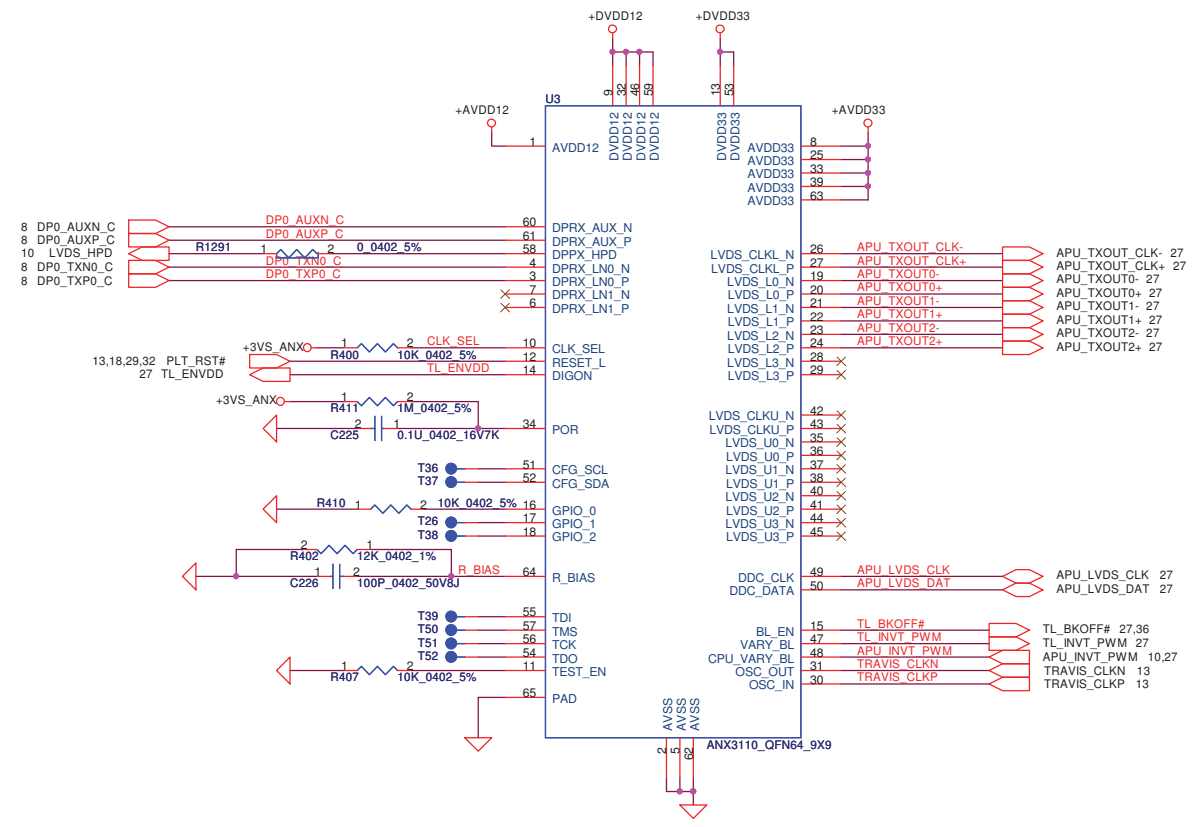 +DVDD12 +DVDD33
9 32 46 59 13 53
U3
+AVDD12 +AVDD33
DVDD12 DVDD12 DVDD12 DVDD12 DVDD33 DVDD33
1 AVDD12 AVDD33 8
AVDD33 25
AVDD33 33
AVDD33 39
AVDD33 63
8 DP0_AUXN_C DP0_AUXN_C 60 DPRX_AUX_N
8 DP0_AUXP_C DP0_AUXP_C 61 DPRX_AUX_P
10 LVDS_HPD R1291 1 2 0_0402_5% 58 DPPX_HPD
8 DP0_TXN0_C DP0_TXN0_C 4 DPRX_LN0_N
8 DP0_TXP0_C DP0_TXP0_C 3 DPRX_LN0_P
7 DPRX_LN1_N
6 DPRX_LN1_P
LVDS_CLKL_N 26 APU_TXOUT_CLK- APU_TXOUT_CLK- 27
LVDS_CLKL_P 27 APU_TXOUT_CLK+ APU_TXOUT_CLK+ 27
LVDS_L0_N 19 APU_TXOUT0- APU_TXOUT0- 27
LVDS_L0_P 20 APU_TXOUT0+ APU_TXOUT0+ 27
LVDS_L1_N 21 APU_TXOUT1- APU_TXOUT1- 27
LVDS_L1_P 22 APU_TXOUT1+ APU_TXOUT1+ 27
LVDS_L2_N 23 APU_TXOUT2- APU_TXOUT2- 27
LVDS_L2_P 24 APU_TXOUT2+ APU_TXOUT2+ 27
LVDS_L3_N 28
LVDS_L3_P 29
+3VS_ANX 1 2 CLK_SEL 10 CLK_SEL
R400 10K_0402_5%
13,18,29,32 PLT_RST# 12 RESET_L
27 TL_ENVDD TL_ENVDD 14 DIGON
+3VS_ANX 1 2
R411 1M_0402_5%
2 1 34 POR
C225 0.1U_0402_16V7K
LVDS_CLKU_N 42
LVDS_CLKU_P 43
LVDS_U0_N 35
LVDS_U0_P 36
LVDS_U1_N 37
LVDS_U1_P 38
LVDS_U2_N 40
LVDS_U2_P 41
LVDS_U3_N 44
LVDS_U3_P 45
T36 51 CFG_SCL
T37 52 CFG_SDA
R410 1 2 10K_0402_5% 16 GPIO_0
T26 17 GPIO_1
T38 18 GPIO_2
2 1
R402 12K_0402_1%
1 2 R_BIAS 64 R_BIAS
C226 100P_0402_50V8J
DDC_CLK 49 APU_LVDS_CLK APU_LVDS_CLK 27
DDC_DATA 50 APU_LVDS_DAT APU_LVDS_DAT 27
T39 55 TDI
T50 57 TMS
T51 56 TCK
T52 54 TDO
1 2 11 TEST_EN
R407 10K_0402_5%
65 PAD
BL_EN 15 TL_BKOFF# TL_BKOFF# 27,36
VARY_BL 47 TL_INVT_PWM TL_INVT_PWM 27
CPU_VARY_BL 48 APU_INVT_PWM APU_INVT_PWM 10,27
OSC_OUT 31 TRAVIS_CLKN TRAVIS_CLKN 13
OSC_IN 30 TRAVIS_CLKP TRAVIS_CLKP 13
AVSS AVSS AVSS
2 5 62
ANX3110_QFN64_9X9